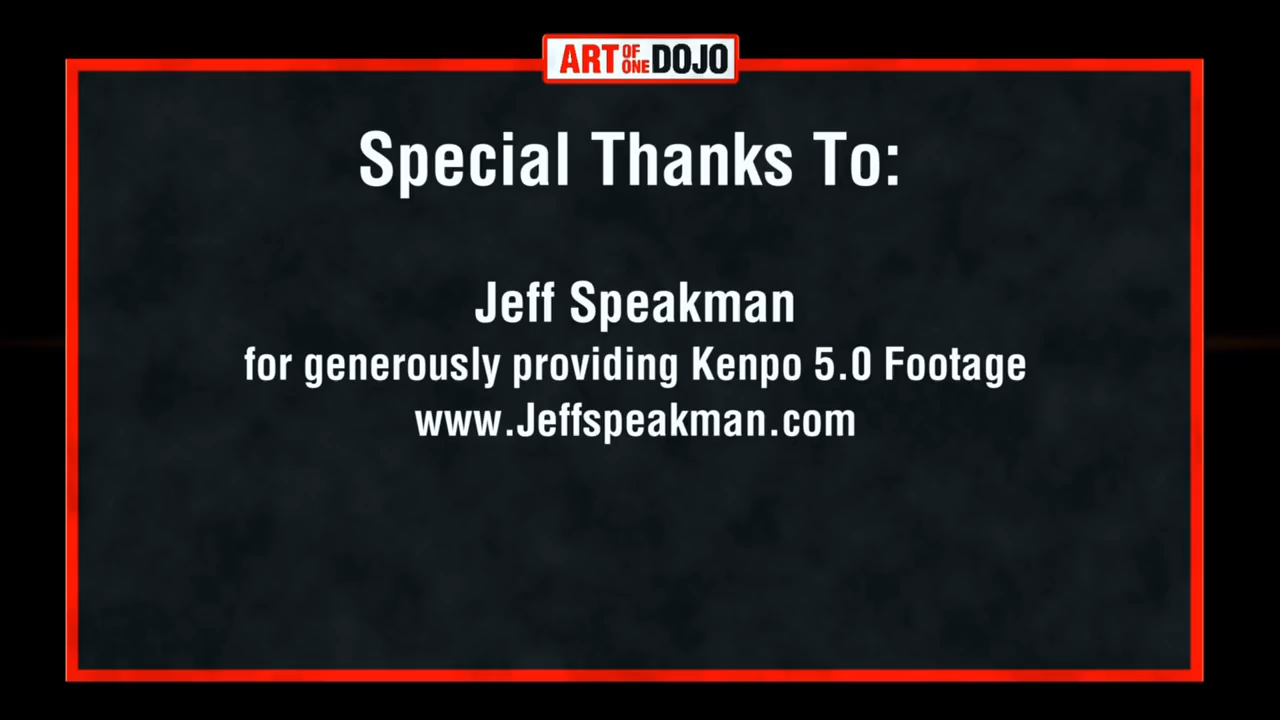 ART OF ONE DOJO
Special Thanks To:
Jeff Speakman
for generously providing Kenpo 5.0 Footage
www.Jeffspeakman.com